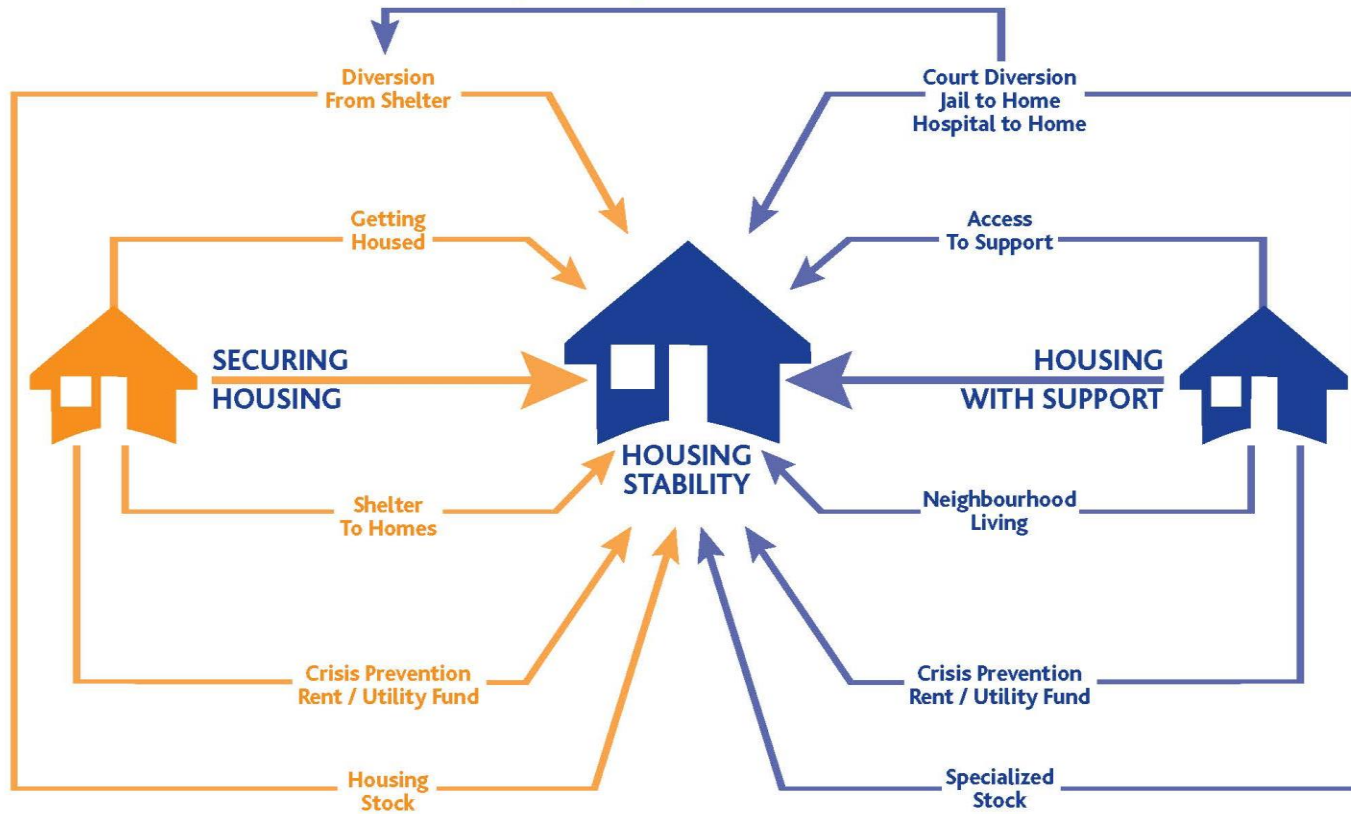 Diversion
From Shelter
Court Diversion
Jail to Home
Hospital to Home
Getting
Housed
Access
To Support
SECURING
HOUSING
HOUSING
WITH SUPPORT
HOUSING
STABILITY
Shelter
To Homes
Neighbourhood
Living
Crisis Prevention
Rent / Utility Fund
Crisis Prevention
Rent / Utility Fund
Housing
Stock
Specialized
Stock